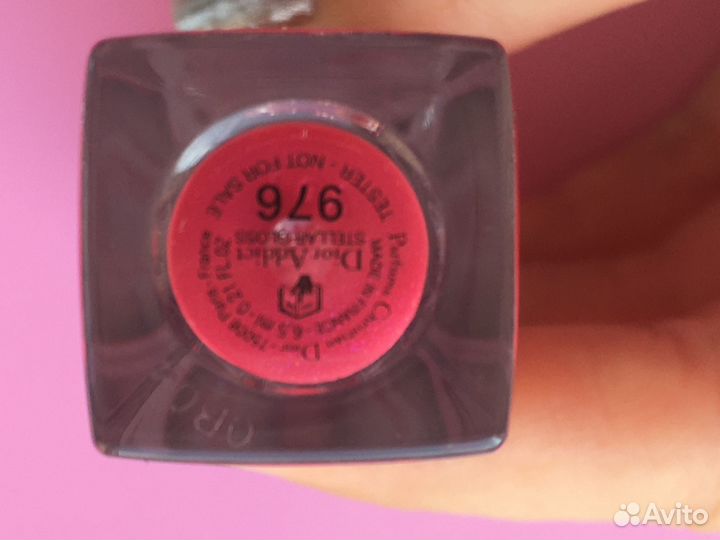 Parfums Christian Dior - 75008 Paris - France
MADE IN FRANCE - 6,5 ml 0.21 FL.OZ
Dior Addict
STELLAR GLOSS
976
TESTER - NOT FOR SALE
Avito